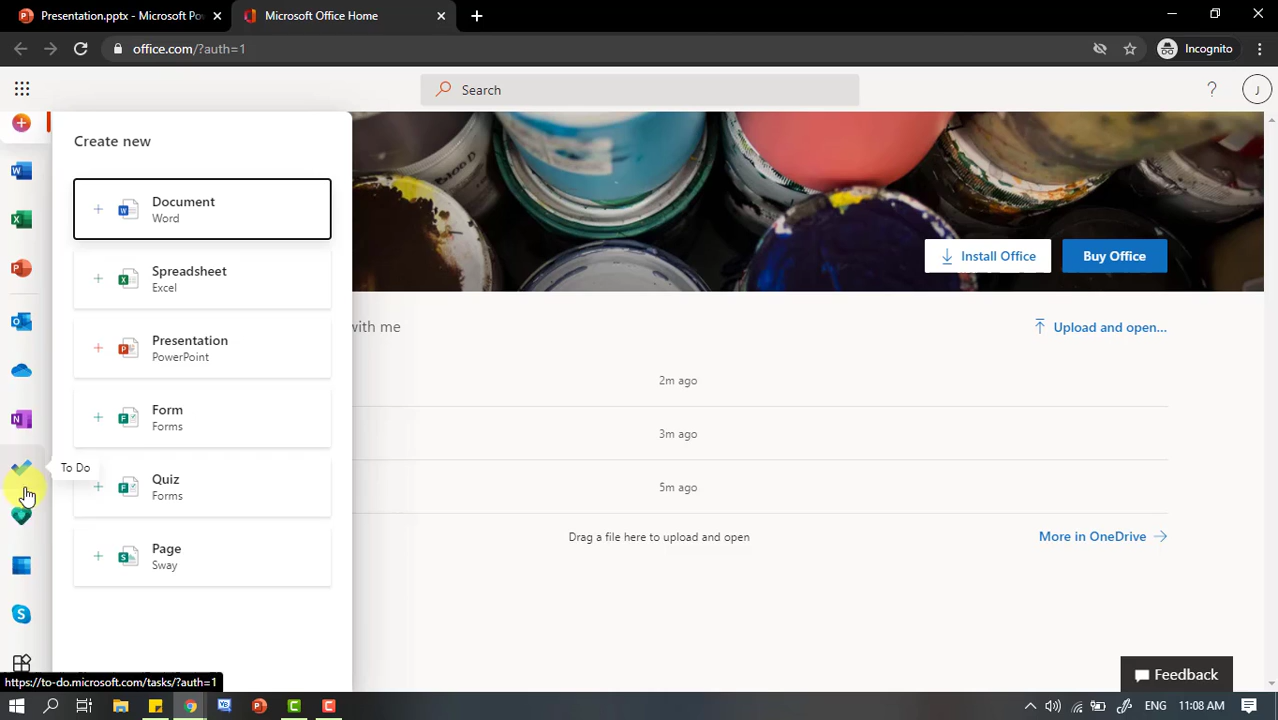 Presentation.pptx - Microsoft Pow
Microsoft Office Home
office.com/?auth=1
Incognito
Search
?
J
Create new
Document
Word
Spreadsheet
Excel
Install Office
Buy Office
with me
Upload and open...
Presentation
PowerPoint
2m ago
Form
Forms
3m ago
To Do
Quiz
Forms
5m ago
Drag a file here to upload and open
More in OneDrive
Page
Sway
Feedback
https://to-do.microsoft.com/tasks/?auth=1
ENG
11:08 AM